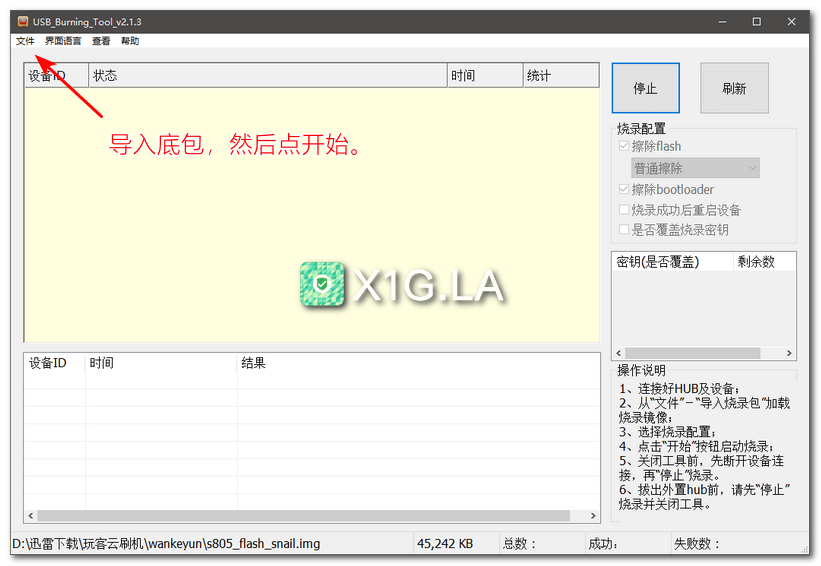 USB_Burning_Tool_v2.1.3
文件 界面语言 查看 帮助
设备ID 状态 时间 统计
停止 刷新
导入底包，然后点开始。
烧录配置
擦除flash
普通擦除
擦除bootloader
烧录成功后重启设备
是否覆盖烧录密钥
X1G.LA
密钥(是否覆盖) 剩余数
设备ID 时间 结果
操作说明
1、连接好HUB及设备；
2、从“文件”－“导入烧录包”加载
烧录镜像；
3、选择烧录配置；
4、点击“开始”按钮启动烧录；
5、关闭工具前，先断开设备连
接，再“停止”烧录。
6、拔出外置hub前，请先“停止”
烧录并关闭工具。
D:\迅雷下载\玩客云刷机\wankeyun\s805_flash_snail.img 45,242 KB 总数： 成功： 失败数：